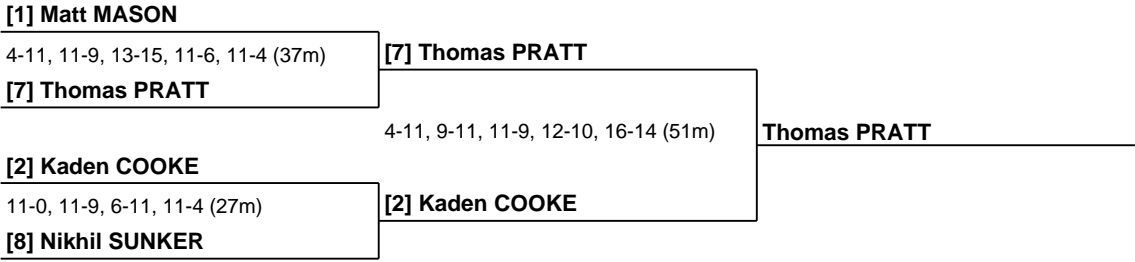 [1] Matt MASON
4-11, 11-9, 13-15, 11-6, 11-4 (37m)
[7] Thomas PRATT
[7] Thomas PRATT
4-11, 9-11, 11-9, 12-10, 16-14 (51m)
Thomas PRATT
[2] Kaden COOKE
11-0, 11-9, 6-11, 11-4 (27m)
[2] Kaden COOKE
[8] Nikhil SUNKER